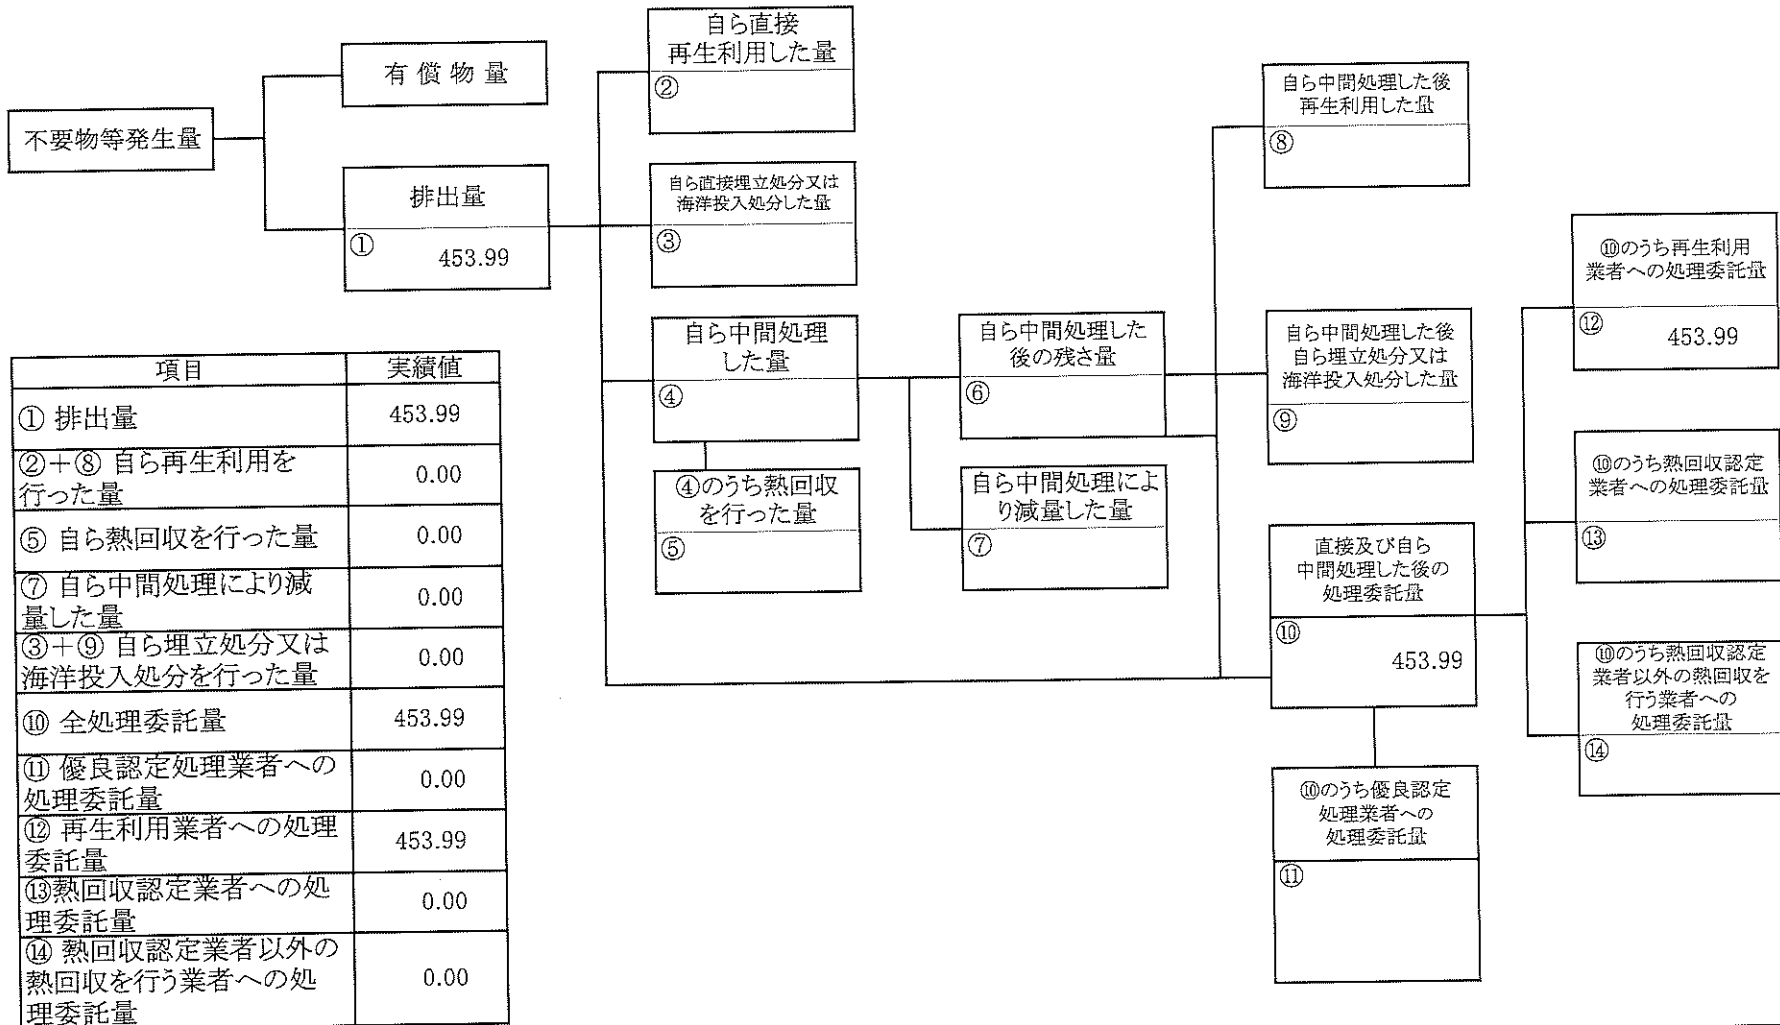 不要物等発生量
有償物量
排出量
①
453.99
自ら直接
再生利用した量
②
自ら直接埋立処分又は
海洋投入処分した量
③
自ら中間処理
した量
④
④のうち熱回収
を行った量
⑤
自ら中間処理した
後の残さ量
⑥
自ら中間処理によ
り減量した量
⑦
自ら中間処理した後
再生利用した量
⑧
自ら中間処理した後
自ら埋立処分又は
海洋投入処分した量
⑨
直接及び自ら
中間処理した後の
処理委託量
⑩
453.99
⑩のうち優良認定
処理業者への
処理委託量
⑪
⑩のうち再生利用
業者への処理委託量
⑫
453.99
⑩のうち熱回収認定
業者への処理委託量
⑬
⑩のうち熱回収認定
業者以外の熱回収を
行う業者への
処理委託量
⑭
項目 実績値
① 排出量 453.99
②＋⑧ 自ら再生利用を
行った量 0.00
⑤ 自ら熱回収を行った量 0.00
⑦ 自ら中間処理により減
量した量 0.00
③＋⑨ 自ら埋立処分又は
海洋投入処分を行った量 0.00
⑩ 全処理委託量 453.99
⑪ 優良認定処理業者への
処理委託量 0.00
⑫ 再生利用業者への処理
委託量 453.99
⑬熱回収認定業者への処
理委託量 0.00
⑭ 熱回収認定業者以外の
熱回収を行う業者への処
理委託量 0.00